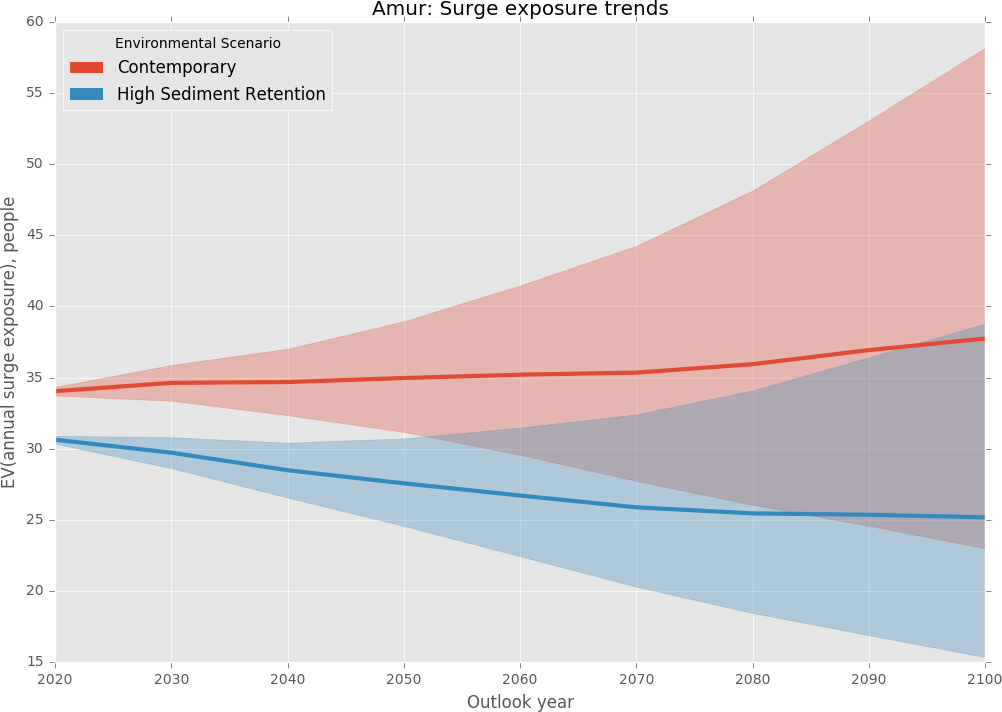 Amur: Surge exposure trends
Environmental Scenario
Contemporary
High Sediment Retention
EV(annual surge exposure), people
60
55
50
45
40
35
30
25
20
15
2020 2030 2040 2050 2060 2070 2080 2090 2100
Outlook year